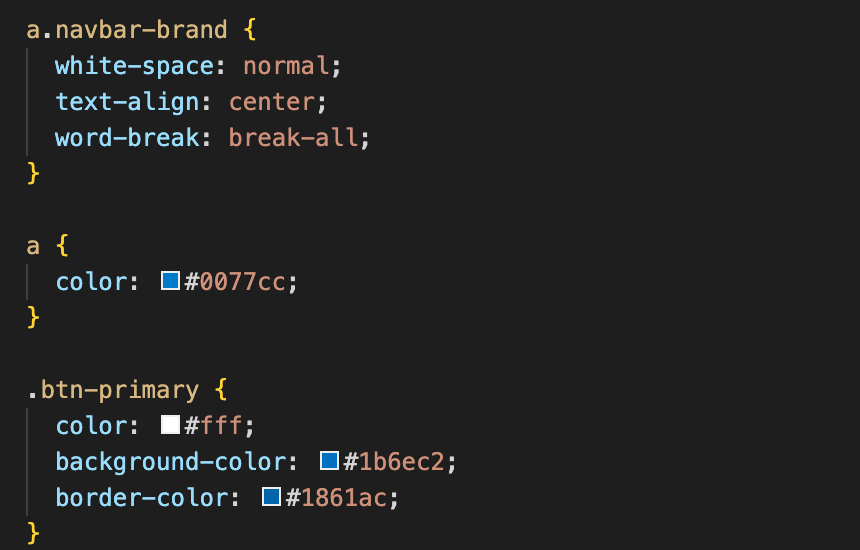 a.navbar-brand {
  white-space: normal;
  text-align: center;
  word-break: break-all;
}

a {
  color: #0077cc;
}

.btn-primary {
  color: #fff;
  background-color: #1b6ec2;
  border-color: #1861ac;
}